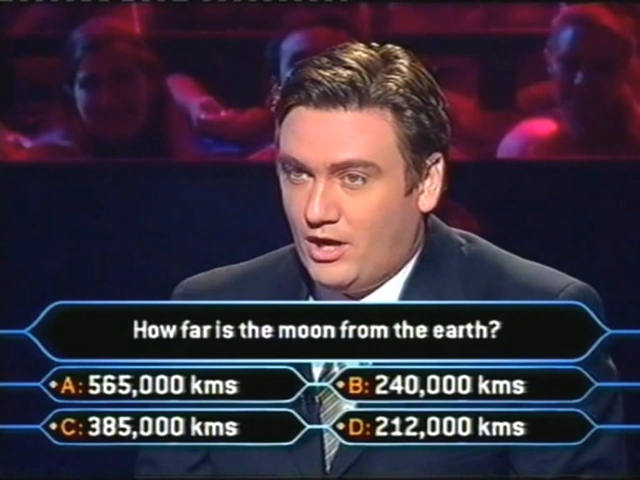 How far is the moon from the earth?
A: 565,000 kms
B: 240,000 kms
C: 385,000 kms
D: 212,000 kms